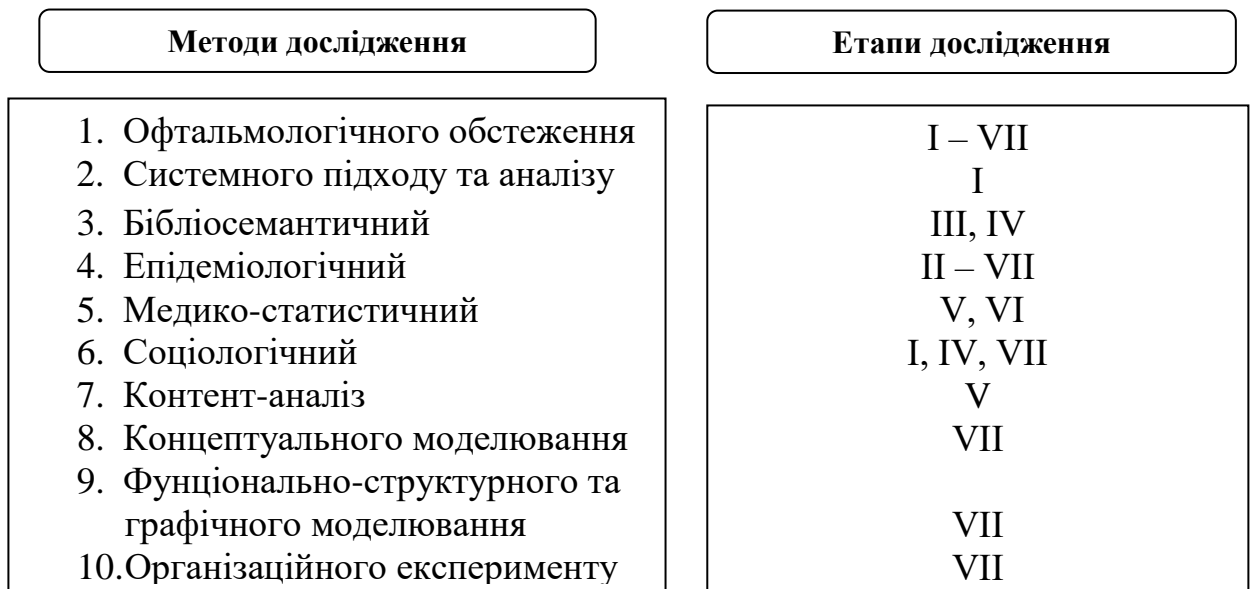 Методи дослідження
Етапи дослідження
1. Офтальмологічного обстеження
2. Системного підходу та аналізу
3. Бібліосемантичний
4. Епідеміологічний
5. Медико-статистичний
6. Соціологічний
7. Контент-аналіз
8. Концептуального моделювання
9. Фунціонально-структурного та
графічного моделювання
10.Організаційного експерименту
I – VII
I
III, IV
II – VII
V, VI
I, IV, VII
V
VII
VII
VII